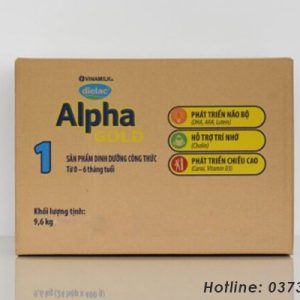 VINAMILK
dielac
Alpha
GOLD
1
SẢN PHẨM DINH DƯỠNG CÔNG THỨC
Từ 0 – 6 tháng tuổi
Khối lượng tịnh:
9,6 kg
PHÁT TRIỂN NÃO BỘ
(DHA, ARA, Lutein)
HỖ TRỢ TRÍ NHỚ
(Cholin)
PHÁT TRIỂN CHIỀU CAO
(Canxi, Vitamin D3)
Hotline: 0373